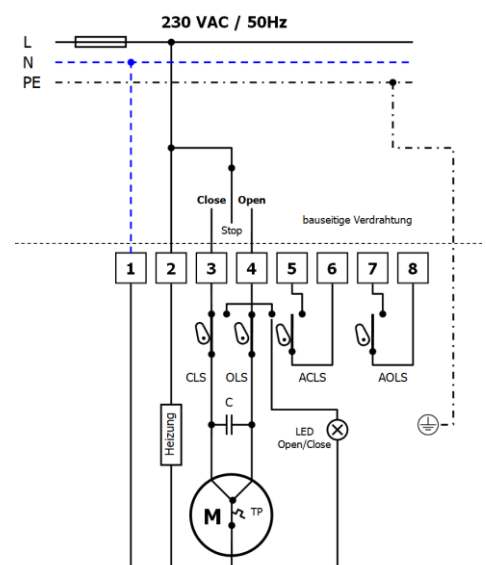 230 VAC / 50Hz
L
N
PE
Close Open
Stop
bauseitige Verdrahtung
1 2 3 4 5 6 7 8
CLS OLS ACLS AOLS
C
Heizung
LED
Open/Close
M TP